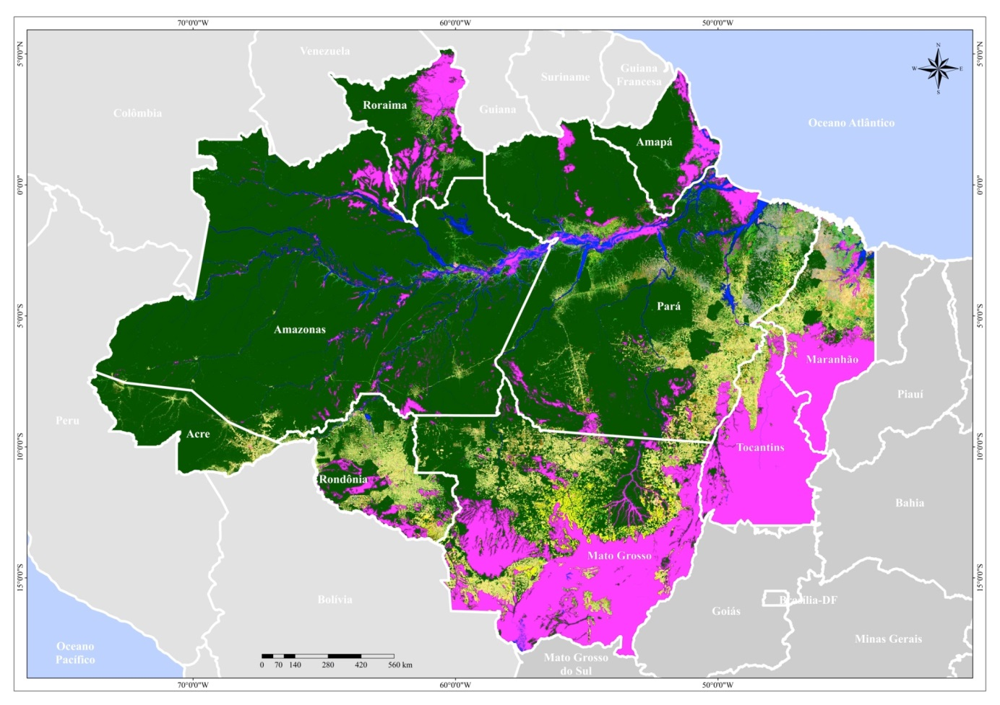 70°0'0"W
60°0'0"W
50°0'0"W
5°0'0"N
5°0'0"N
Venezuela
Suriname
Guiana
Francesa
Colômbia
Guiana
Roraima
Amapá
Oceano Atlântico
N
W
E
S
0°0'0"
0°0'0"
5°0'0"S
5°0'0"S
Amazonas
Pará
Maranhão
Piauí
Peru
Acre
Rondônia
Tocantins
10°0'0"S
10°0'0"S
Bahia
Mato Grosso
15°0'0"S
15°0'0"S
Bolívia
Goiás
Brasília-DF
Minas Gerais
Oceano
Pacífico
Mato Grosso
do Sul
0 70 140 280 420 560 km
70°0'0"W
60°0'0"W
50°0'0"W